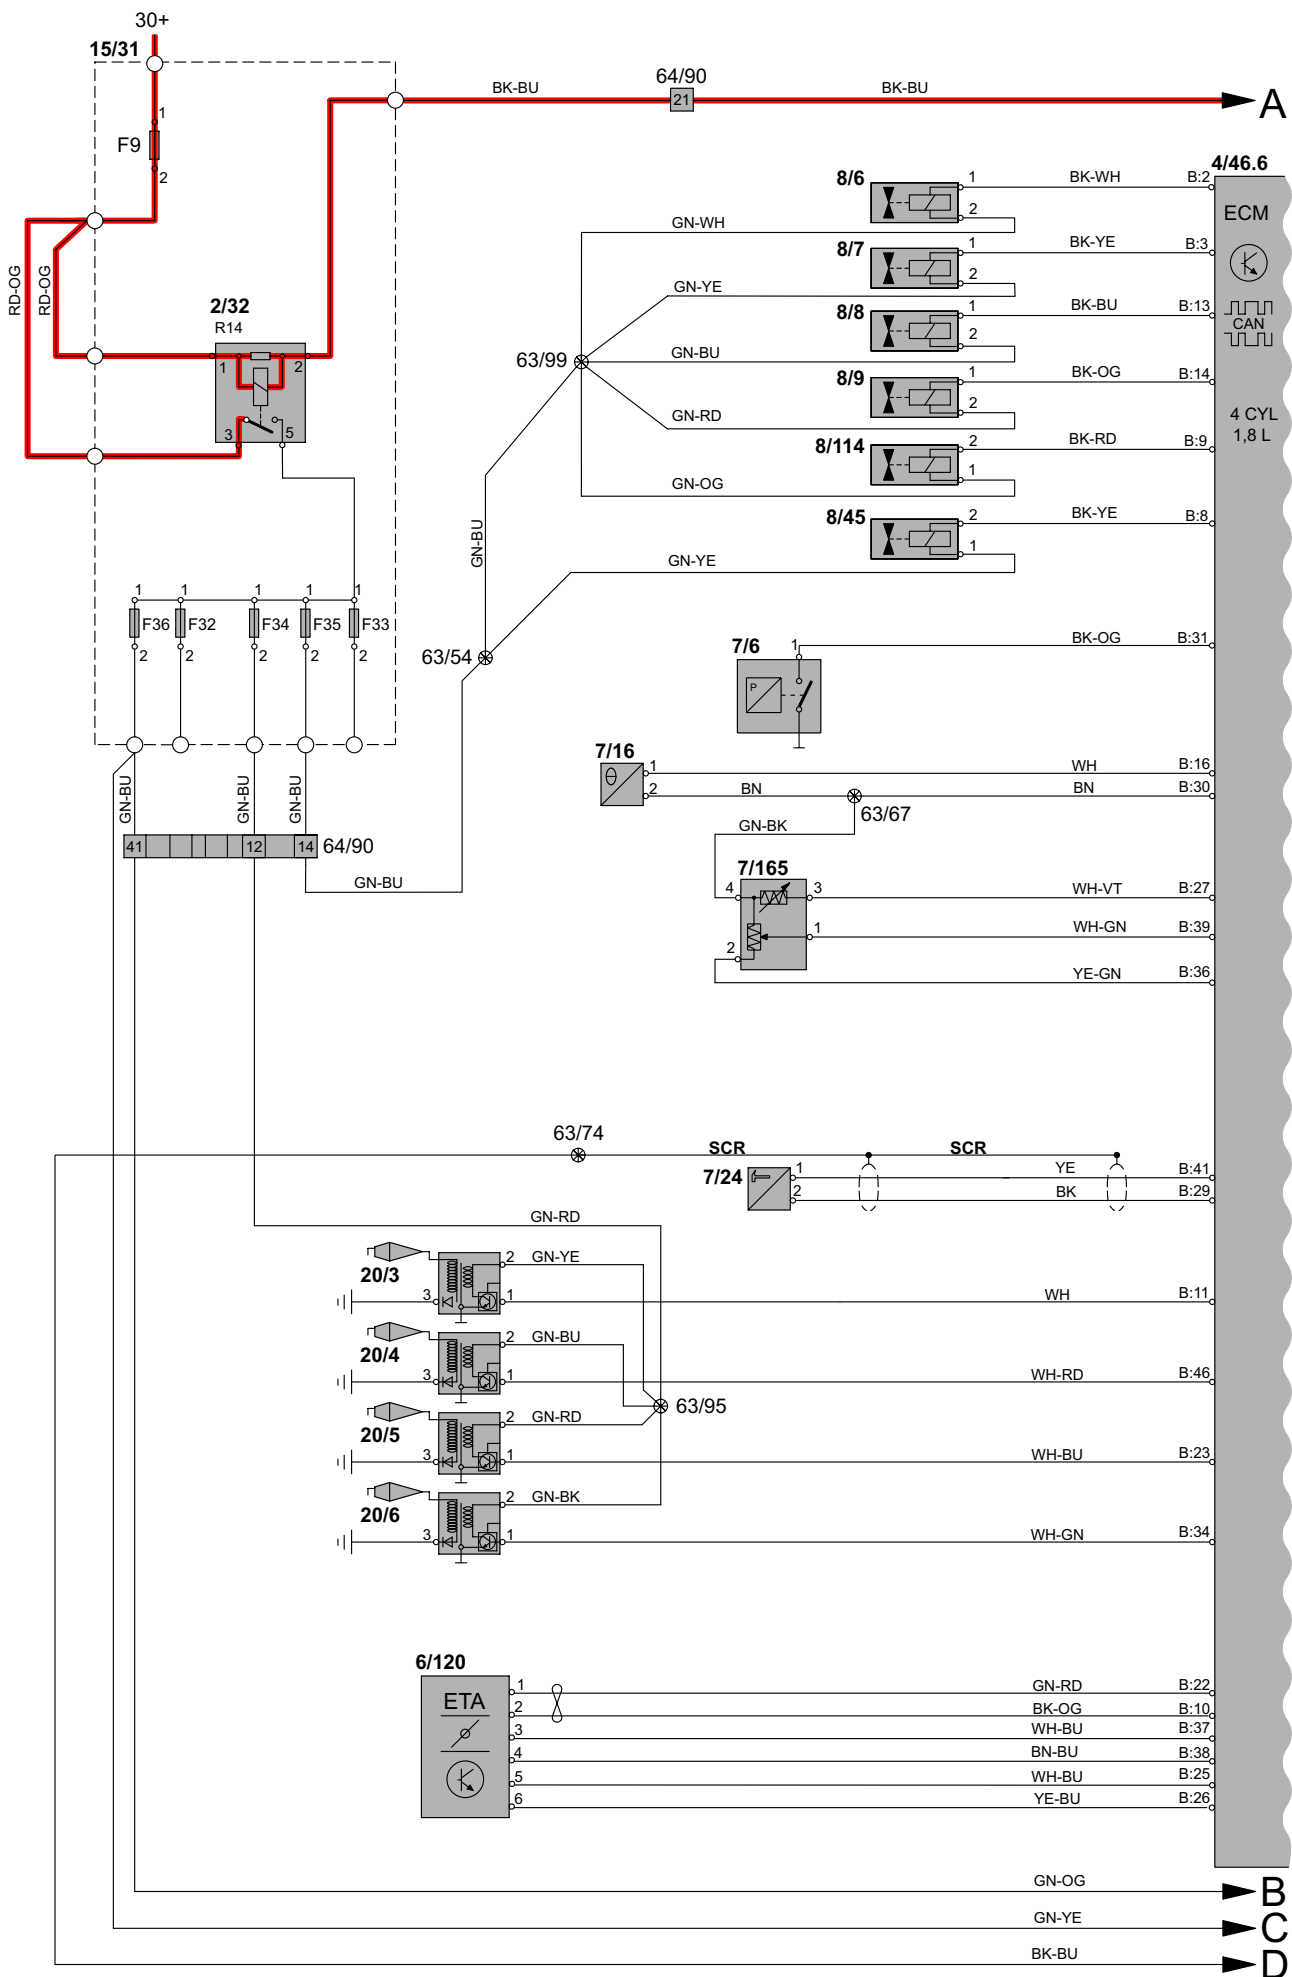 30+
15/31
64/90
BK-BU
21
BK-BU
A
1
F9
2
4/46.6
8/6
1
BK-WH
B:2
2
GN-WH
ECM
8/7
1
BK-YE
B:3
2
GN-YE
RD-OG
RD-OG
2/32
R14
8/8
1
BK-BU
B:13
2
CAN
1
2
63/99
GN-BU
8/9
1
BK-OG
B:14
2
GN-RD
4 CYL
1,8 L
3
5
8/114
2
BK-RD
B:9
1
GN-OG
8/45
2
BK-YE
B:8
1
GN-BU
GN-YE
1
1
1
1
1
F36
F32
F34
F35
F33
2
2
2
2
2
63/54
7/6
1
BK-OG
B:31
P
7/16
1
WH
B:16
2
BN
BN
B:30
63/67
GN-BU
GN-BU
GN-BU
GN-BK
41
12
14
64/90
GN-BU
7/165
4
3
WH-VT
B:27
1
WH-GN
B:39
2
YE-GN
B:36
63/74
SCR
SCR
7/24
1
YE
B:41
2
BK
B:29
GN-RD
20/3
2
GN-YE
3
1
WH
B:11
20/4
2
GN-BU
3
1
WH-RD
B:46
63/95
20/5
2
GN-RD
3
1
WH-BU
B:23
20/6
2
GN-BK
3
1
WH-GN
B:34
6/120
ETA
1
GN-RD
B:22
2
BK-OG
B:10
3
WH-BU
B:37
4
BN-BU
B:38
5
WH-BU
B:25
6
YE-BU
B:26
GN-OG
B
GN-YE
C
BK-BU
D